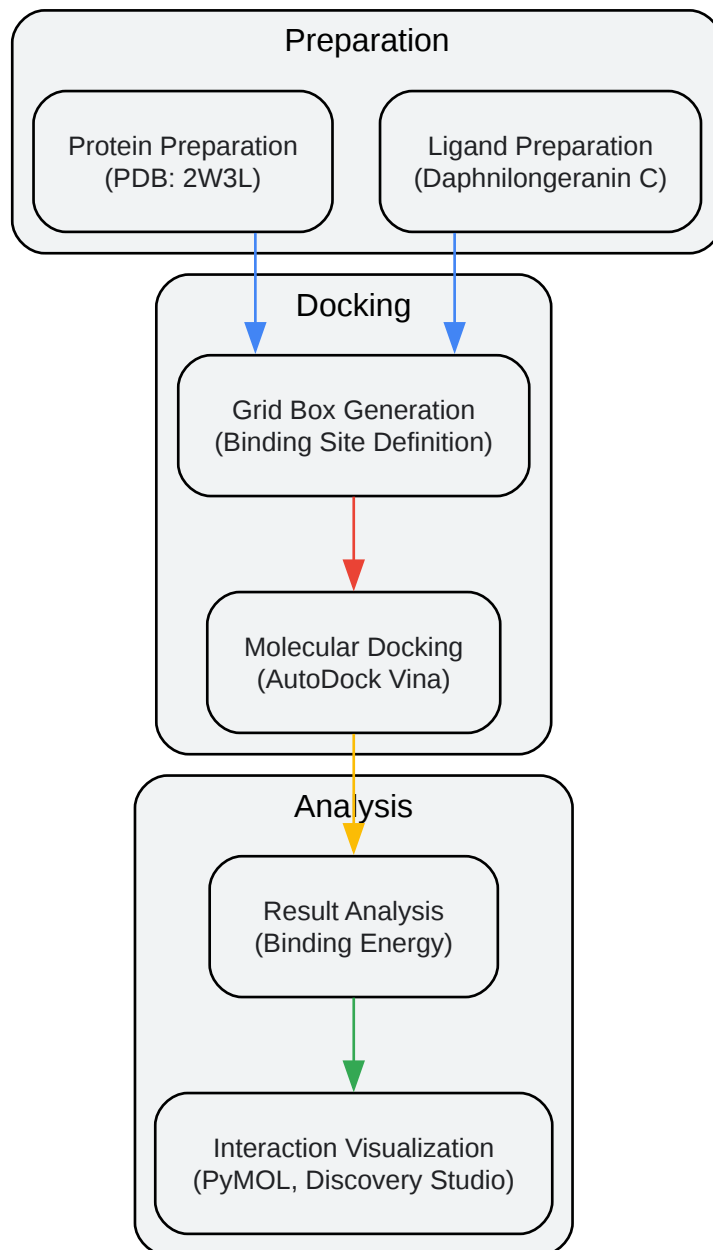 Preparation
Protein Preparation
(PDB: 2W3L)
Ligand Preparation
(Daphnilongeranin C)
Docking
Grid Box Generation
(Binding Site Definition)
Molecular Docking
(AutoDock Vina)
Analysis
Result Analysis
(Binding Energy)
Interaction Visualization
(PyMOL, Discovery Studio)